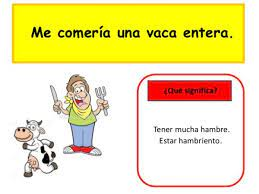 Me comería una vaca entera.
¿Qué significa?
Tener mucha hambre.
Estar hambriento.